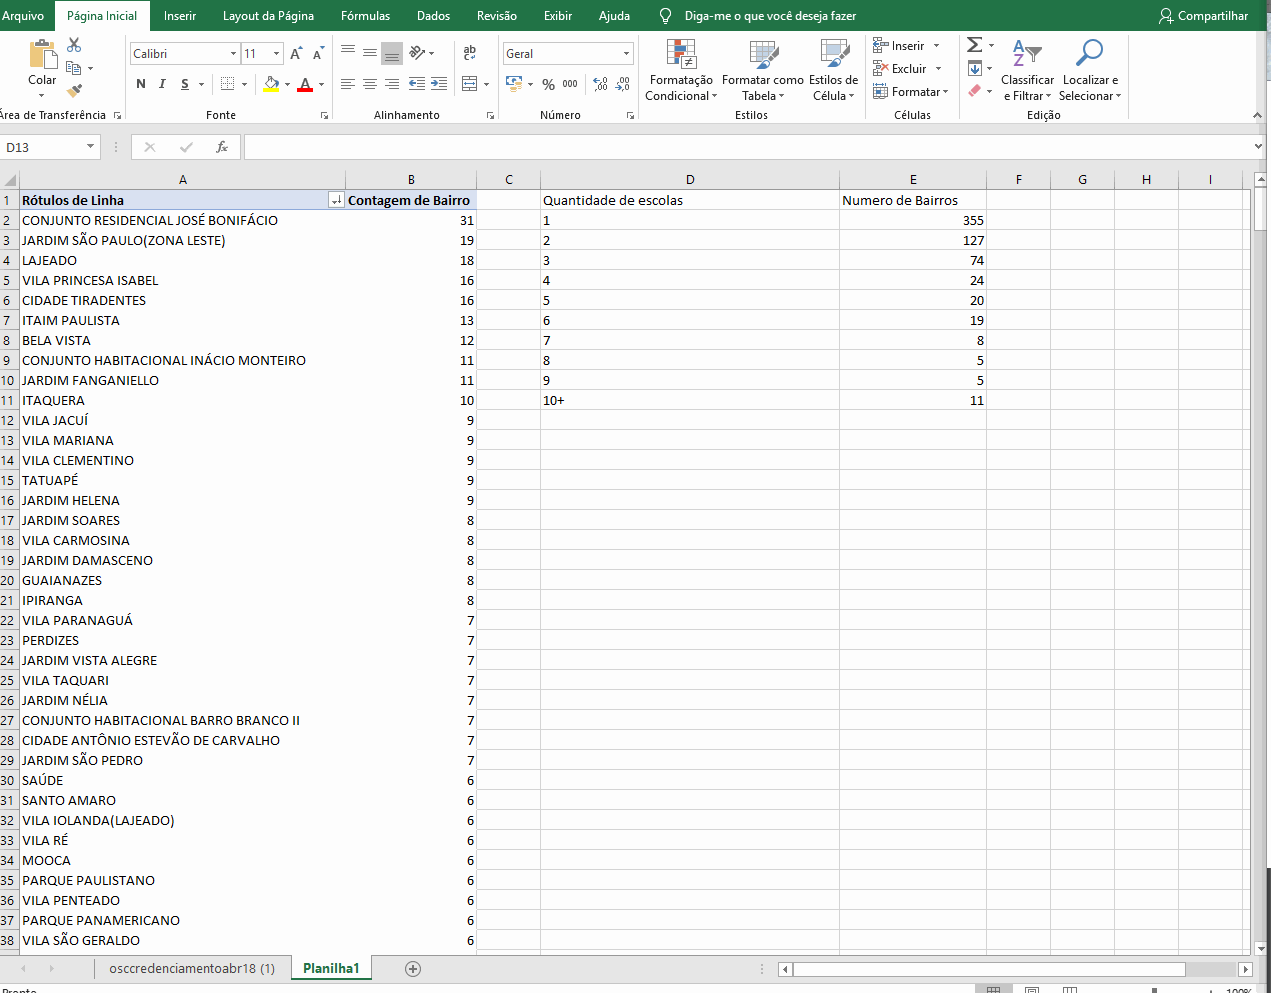 Arquivo Página Inicial Inserir Layout da Página Fórmulas Dados Revisão Exibir Ajuda Diga-me o que você deseja fazer Compartilhar
Colar
Área de Transferência
Calibri 11
N I S
Fonte
ab
Alinhamento
Geral
% 000
Número
Formatação Condicional
Formatar como Tabela
Estilos de Célula
Estilos
Inserir
Excluir
Formatar
Células
Classificar e Filtrar
Localizar e Selecionar
Edição
D13 fx
A B C D E F G H I
1 Rótulos de Linha Contagem de Bairro Quantidade de escolas Numero de Bairros
2 CONJUNTO RESIDENCIAL JOSÉ BONIFÁCIO 31 1 355
3 JARDIM SÃO PAULO(ZONA LESTE) 19 2 127
4 LAJEADO 18 3 74
5 VILA PRINCESA ISABEL 16 4 24
6 CIDADE TIRADENTES 16 5 20
7 ITAIM PAULISTA 13 6 19
8 BELA VISTA 12 7 8
9 CONJUNTO HABITACIONAL INÁCIO MONTEIRO 11 8 5
10 JARDIM FANGANIELLO 11 9 5
11 ITAQUERA 10 10+ 11
12 VILA JACUÍ 9
13 VILA MARIANA 9
14 VILA CLEMENTINO 9
15 TATUAPÉ 9
16 JARDIM HELENA 9
17 JARDIM SOARES 8
18 VILA CARMOSINA 8
19 JARDIM DAMASCENO 8
20 GUAIANAZES 8
21 IPIRANGA 8
22 VILA PARANAGUÁ 7
23 PERDIZES 7
24 JARDIM VISTA ALEGRE 7
25 VILA TAQUARI 7
26 JARDIM NÉLIA 7
27 CONJUNTO HABITACIONAL BARRO BRANCO II 7
28 CIDADE ANTÔNIO ESTEVÃO DE CARVALHO 7
29 JARDIM SÃO PEDRO 7
30 SAÚDE 6
31 SANTO AMARO 6
32 VILA IOLANDA(LAJEADO) 6
33 VILA RÉ 6
34 MOOCA 6
35 PARQUE PAULISTANO 6
36 VILA PENTEADO 6
37 PARQUE PANAMERICANO 6
38 VILA SÃO GERALDO 6
osccredenciamentoabr18 (1) Planilha1
Pronto 100%